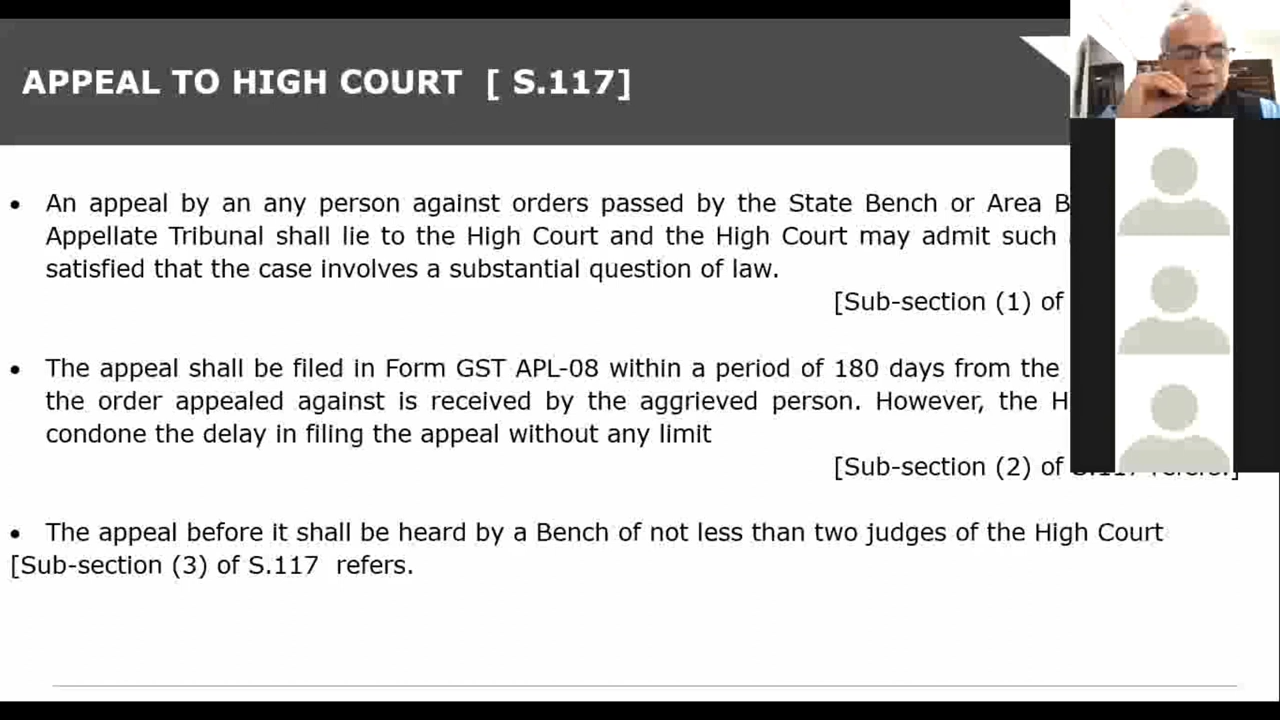 APPEAL TO HIGH COURT [ S.117]
• An appeal by an any person against orders passed by the State Bench or Area
Appellate Tribunal shall lie to the High Court and the High Court may admit such
satisfied that the case involves a substantial question of law.
[Sub-section (1) of
• The appeal shall be filed in Form GST APL-08 within a period of 180 days from the
the order appealed against is received by the aggrieved person. However, the
condone the delay in filing the appeal without any limit
[Sub-section (2) of
• The appeal before it shall be heard by a Bench of not less than two judges of the High Court
[Sub-section (3) of S.117 refers.